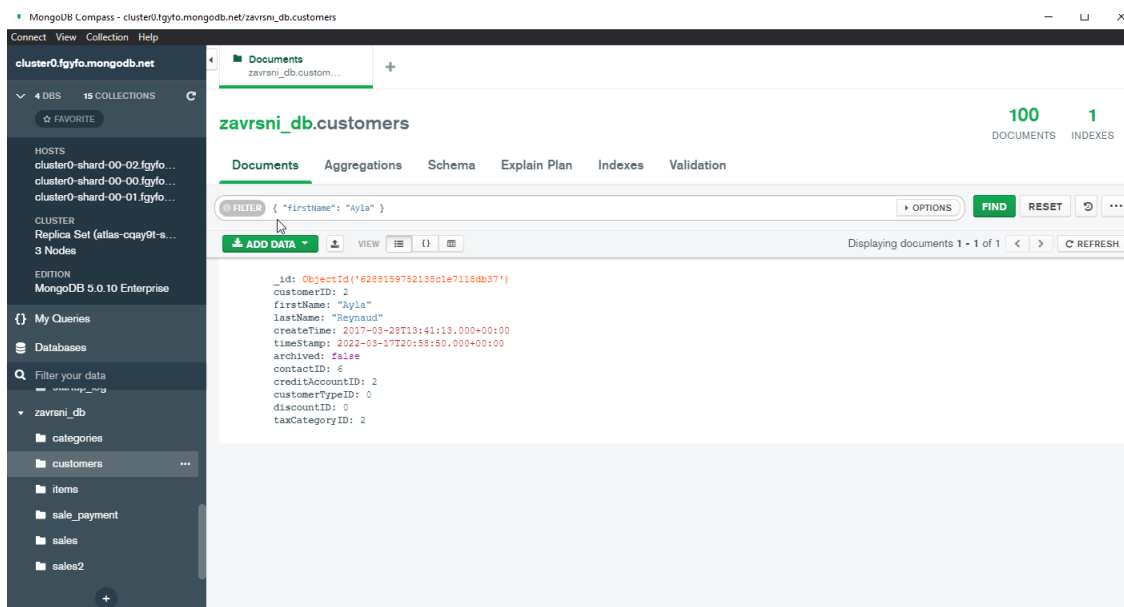 MongoDB Compass - cluster0.fgyfo.mongodb.net/zavrsni_db.customers
Connect View Collection Help
cluster0.fgyfo.mongodb.net
4 DBS 15 COLLECTIONS
FAVORITE
HOSTS
cluster0-shard-00-02.fgyfo...
cluster0-shard-00-00.fgyfo...
cluster0-shard-00-01.fgyfo...
CLUSTER
Replica Set (atlas-cqay9t-s...
3 Nodes
EDITION
MongoDB 5.0.10 Enterprise
{} My Queries
Databases
Filter your data
startup_log
zavrsni_db
categories
customers ...
items
sale_payment
sales
sales2
+
Documents
zavrsni_db.custom...
+
zavrsni_db.customers
100
DOCUMENTS
1
INDEXES
Documents Aggregations Schema Explain Plan Indexes Validation
FILTER { "firstName": "Ayla" }
OPTIONS FIND RESET ...
ADD DATA VIEW {} Displaying documents 1 - 1 of 1 < > REFRESH
_id: ObjectId('6288159752138c1e7118db37')
customerID: 2
firstName: "Ayla"
lastName: "Reynaud"
createTime: 2017-03-28T13:41:13.000+00:00
timeStamp: 2022-03-17T20:58:50.000+00:00
archived: false
contactID: 6
creditAccountID: 2
customerTypeID: 0
discountID: 0
taxCategoryID: 2